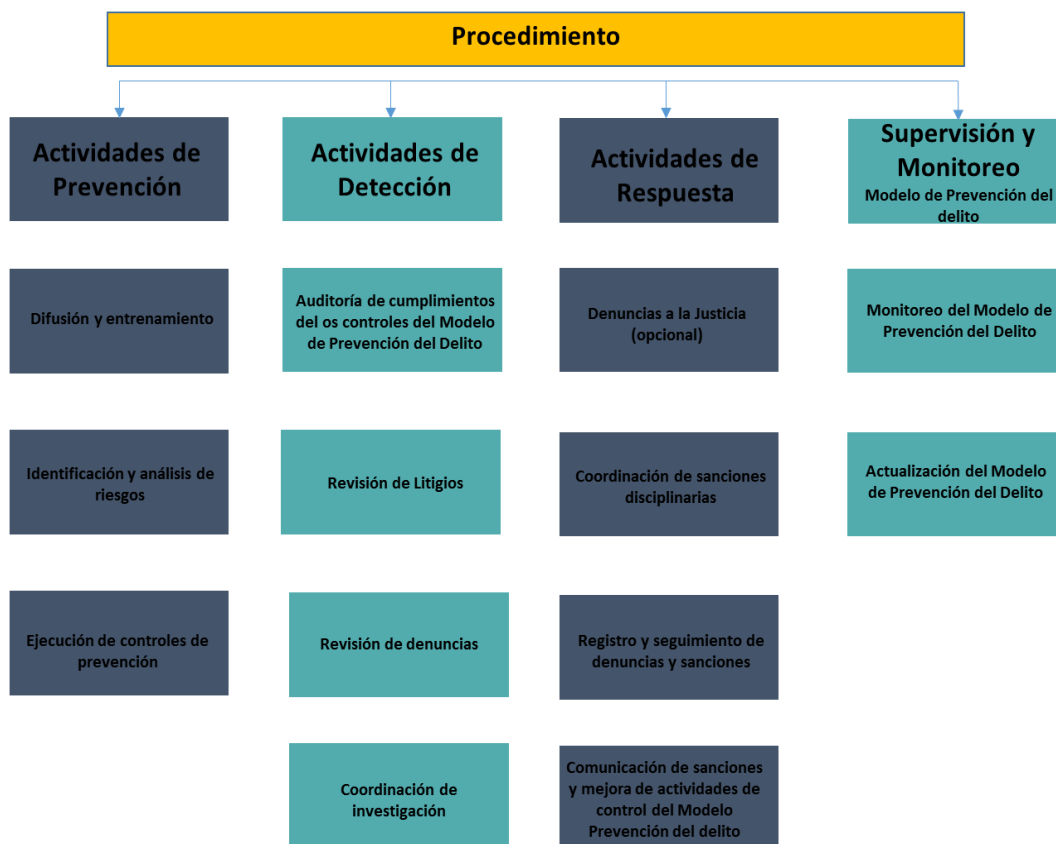 Procedimiento
Actividades de
Prevención
Actividades de
Detección
Actividades de
Respuesta
Supervisión y
Monitoreo
Modelo de Prevención del
delito
Difusión y entrenamiento
Auditoría de cumplimientos
del os controles del Modelo
de Prevención del Delito
Denuncias a la Justicia
(opcional)
Monitoreo del Modelo de
Prevención del Delito
Identificación y análisis de
riesgos
Revisión de Litigios
Coordinación de sanciones
disciplinarias
Actualización del Modelo
de Prevención del Delito
Ejecución de controles de
prevención
Revisión de denuncias
Registro y seguimiento de
denuncias y sanciones
Coordinación de
investigación
Comunicación de sanciones
y mejora de actividades de
control del Modelo
Prevención del delito